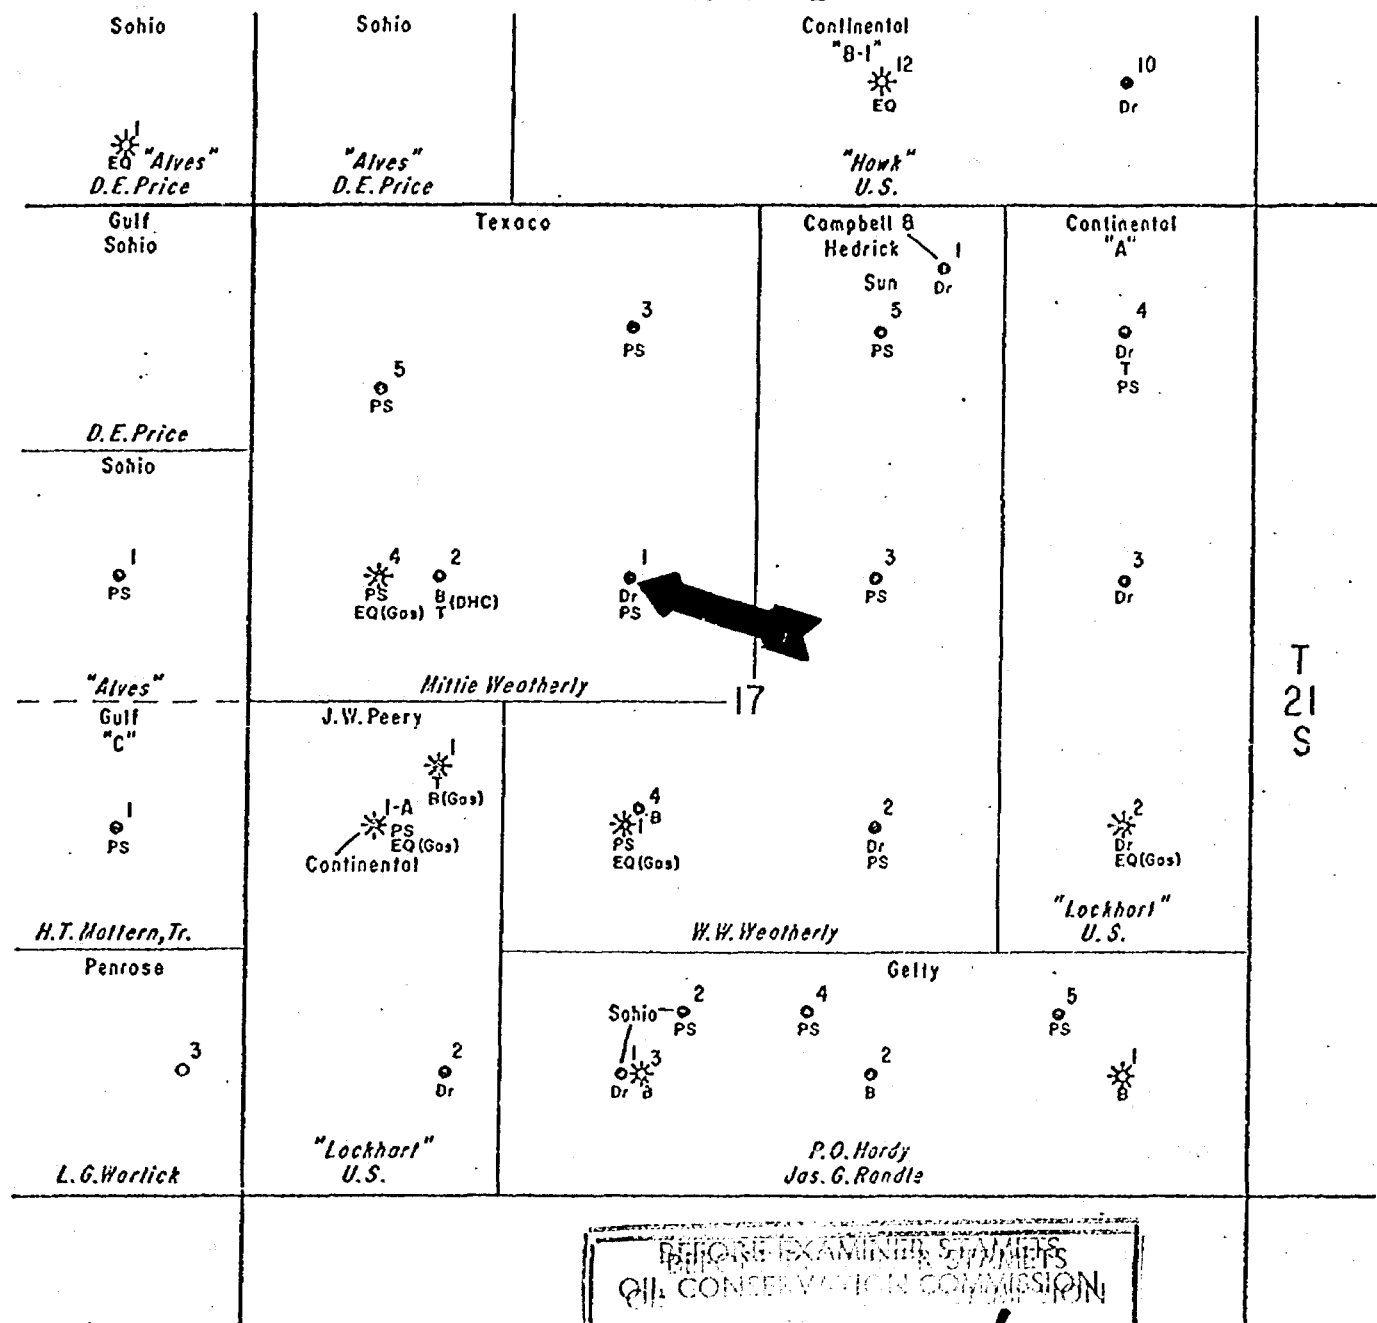 Sohio
1
EQ "Alves"
D.E.Price
Sohio
"Alves"
D.E.Price
Continental
"B-1"
12
EQ
10
Dr
"Hawk"
U.S.
Gulf
Sohio
D.E.Price
Texaco
3
PS
5
PS
Campbell &
Hedrick
1
Dr
Sun
5
PS
Continental
"A"
4
Dr
T
PS
Sohio
1
PS
"Alves"
4
PS
EQ(Gas)
2
B
T (DHC)
1
Dr
PS
Mittie Weatherly
3
PS
3
Dr
17
T
21
S
Gulf
"C"
1
PS
H.T.Mattern,Tr.
J.W.Peery
1
T
B(Gas)
1-A
PS
EQ(Gas)
Continental
4
B
1
PS
EQ(Gas)
2
Dr
PS
W.W.Weatherly
2
Dr
EQ(Gas)
"Lockhart"
U.S.
Penrose
3
L.G.Warlick
2
Dr
"Lockhart"
U.S.
Getty
Sohio
2
PS
4
PS
5
PS
1
Dr
3
B
2
B
1
B
P.O.Hardy
Jas.G.Randle
BEFORE EXAMINER STAMETS
OIL CONSERVATION COMMISSION